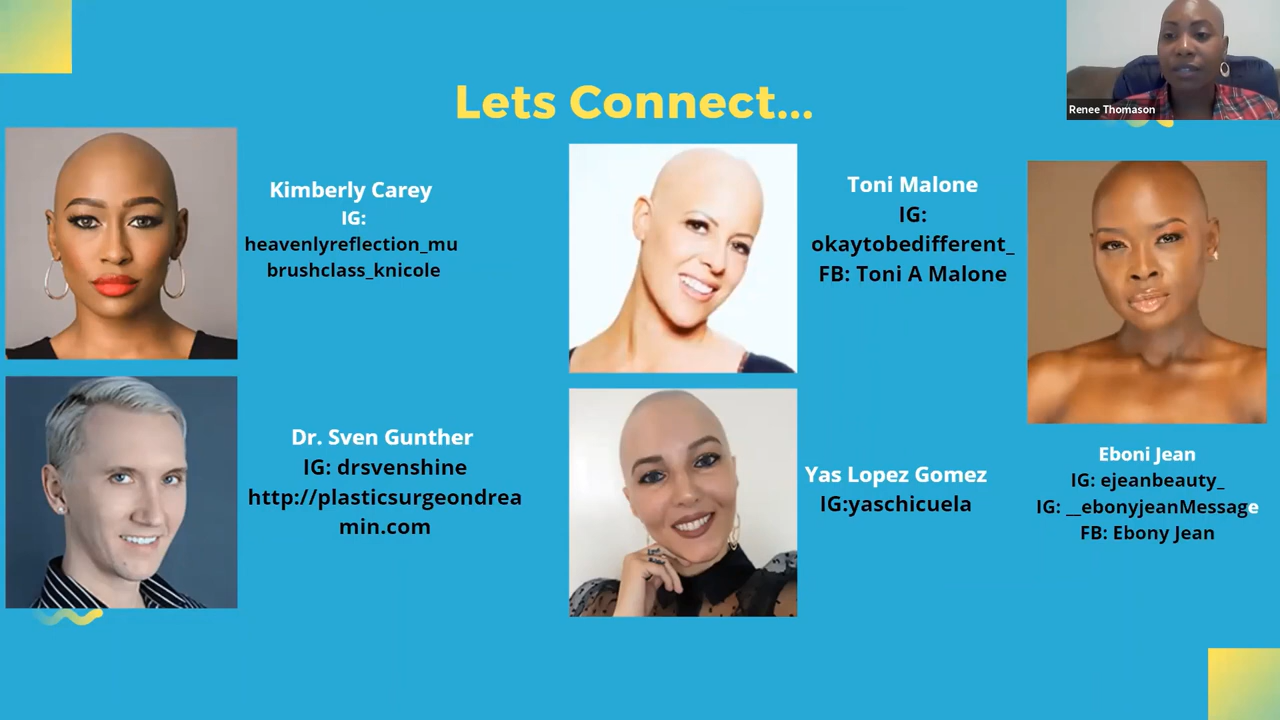 Lets Connect...
Renee Thomason
Kimberly Carey
IG:
heavenlyreflection_mu
brushclass_knicole
Toni Malone
IG:
okaytobedifferent_
FB: Toni A Malone
Dr. Sven Gunther
IG: drsvenshine
http://plasticsurgeondrea
min.com
Yas Lopez Gomez
IG:yaschicuela
Eboni Jean
IG: ejeanbeauty_
IG: __ebonyjeanMessage
FB: Ebony Jean